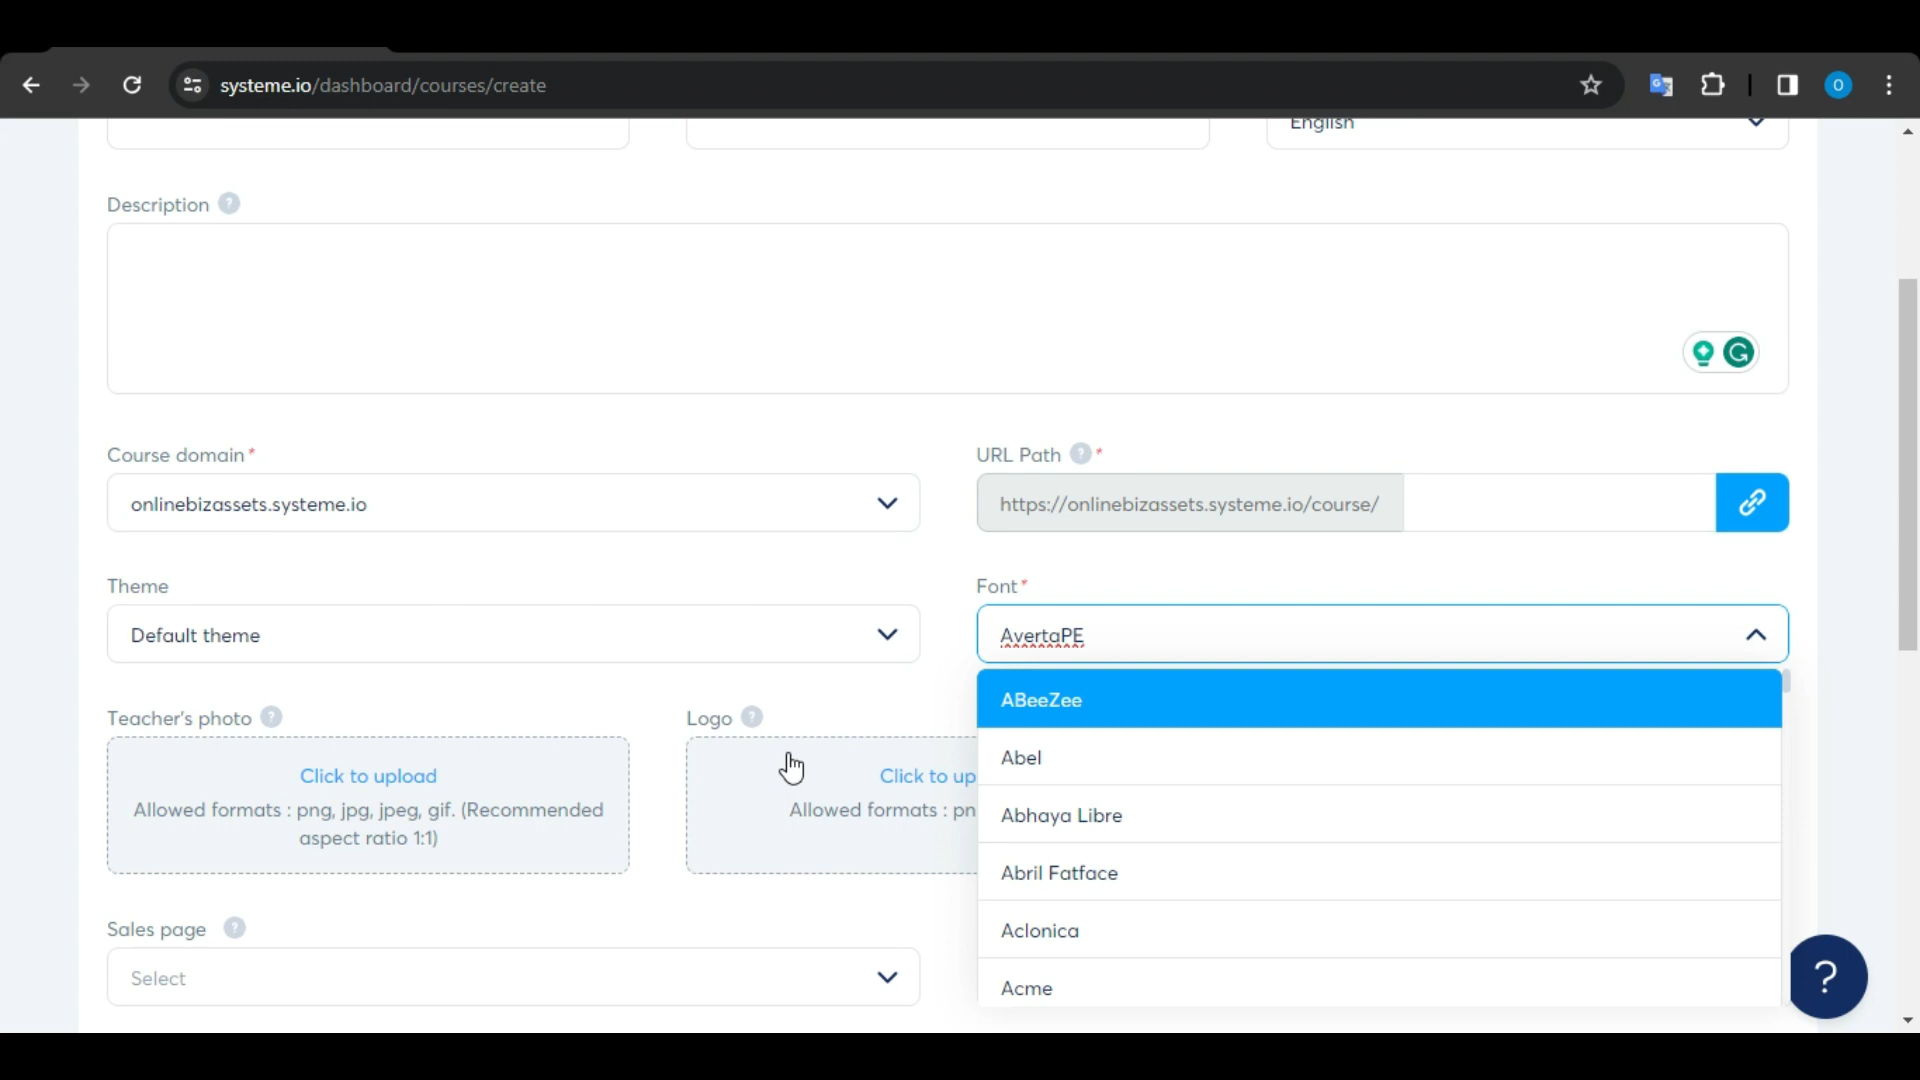 systeme.io/dashboard/courses/create
O
English
Description ?
Course domain*
URL Path ? *
onlinebizassets.systeme.io
https://onlinebizassets.systeme.io/course/
Theme
Font*
Default theme
AvertaPE
ABeeZee
Teacher's photo ?
Logo ?
Click to upload
Click to up
Abel
Allowed formats : png, jpg, jpeg, gif. (Recommended
aspect ratio 1:1)
Allowed formats : pn
Abhaya Libre
Abril Fatface
Sales page ?
Aclonica
Select
Acme
?